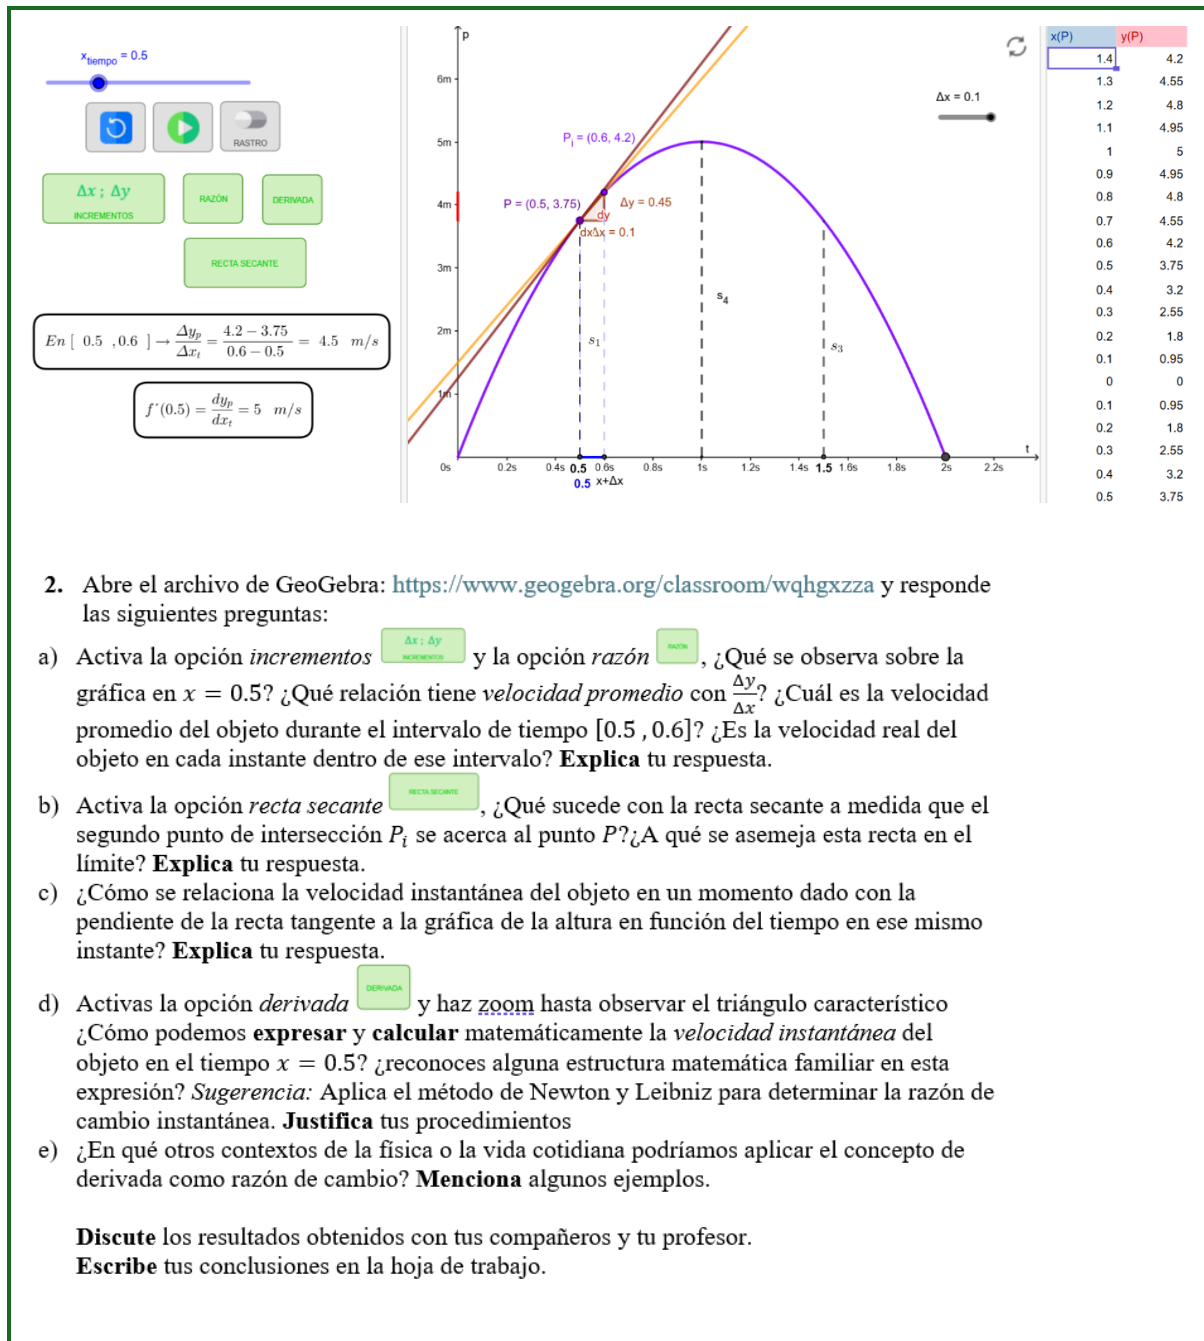 x_tiempo = 0.5
RASTRO
Δx ; Δy
INCREMENTOS
RAZÓN
DERIVADA
RECTA SECANTE
En [ 0.5 , 0.6 ] → Δy_p/Δx_t = (4.2 − 3.75)/(0.6 − 0.5) = 4.5 m/s
f´(0.5) = dy_p/dx_t = 5 m/s
p
6m
5m
4m
3m
2m
1m
P_i = (0.6, 4.2)
P = (0.5, 3.75)
Δy = 0.45
dy
dx
Δx = 0.1
s_1
s_4
s_3
Δx = 0.1
t
0s 0.2s 0.4s 0.5 0.6s 0.8s 1s 1.2s 1.4s 1.5 1.6s 1.8s 2s 2.2s
0.5 x+Δx
x(P) y(P)
1.4 4.2
1.3 4.55
1.2 4.8
1.1 4.95
1 5
0.9 4.95
0.8 4.8
0.7 4.55
0.6 4.2
0.5 3.75
0.4 3.2
0.3 2.55
0.2 1.8
0.1 0.95
0 0
0.1 0.95
0.2 1.8
0.3 2.55
0.4 3.2
0.5 3.75
2. Abre el archivo de GeoGebra: https://www.geogebra.org/classroom/wqhgxzza y responde
las siguientes preguntas:
a) Activa la opción incrementos Δx ; Δy INCREMENTOS y la opción razón RAZÓN , ¿Qué se observa sobre la
gráfica en x = 0.5? ¿Qué relación tiene velocidad promedio con Δy/Δx? ¿Cuál es la velocidad
promedio del objeto durante el intervalo de tiempo [0.5 , 0.6]? ¿Es la velocidad real del
objeto en cada instante dentro de ese intervalo? Explica tu respuesta.
b) Activa la opción recta secante RECTA SECANTE , ¿Qué sucede con la recta secante a medida que el
segundo punto de intersección P_i se acerca al punto P?¿A qué se asemeja esta recta en el
límite? Explica tu respuesta.
c) ¿Cómo se relaciona la velocidad instantánea del objeto en un momento dado con la
pendiente de la recta tangente a la gráfica de la altura en función del tiempo en ese mismo
instante? Explica tu respuesta.
d) Activas la opción derivada DERIVADA y haz zoom hasta observar el triángulo característico
¿Cómo podemos expresar y calcular matemáticamente la velocidad instantánea del
objeto en el tiempo x = 0.5? ¿reconoces alguna estructura matemática familiar en esta
expresión? Sugerencia: Aplica el método de Newton y Leibniz para determinar la razón de
cambio instantánea. Justifica tus procedimientos
e) ¿En qué otros contextos de la física o la vida cotidiana podríamos aplicar el concepto de
derivada como razón de cambio? Menciona algunos ejemplos.
Discute los resultados obtenidos con tus compañeros y tu profesor.
Escribe tus conclusiones en la hoja de trabajo.